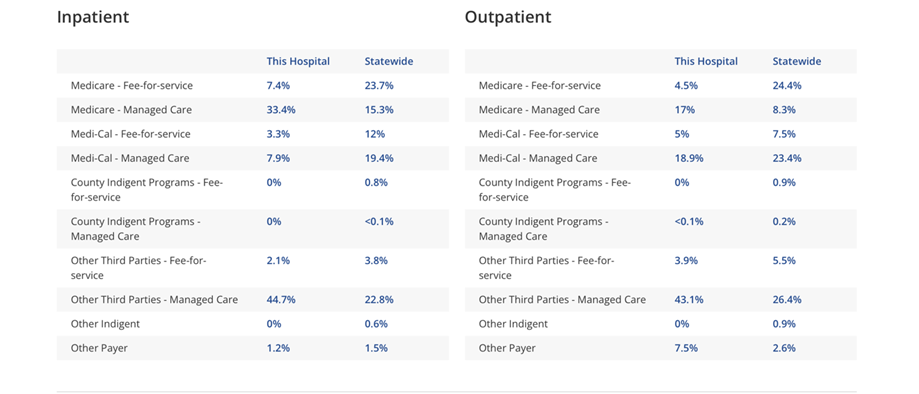 Inpatient
This Hospital Statewide
Medicare - Fee-for-service 7.4% 23.7%
Medicare - Managed Care 33.4% 15.3%
Medi-Cal - Fee-for-service 3.3% 12%
Medi-Cal - Managed Care 7.9% 19.4%
County Indigent Programs - Fee- 0% 0.8%
for-service
County Indigent Programs - 0% <0.1%
Managed Care
Other Third Parties - Fee-for- 2.1% 3.8%
service
Other Third Parties - Managed Care 44.7% 22.8%
Other Indigent 0% 0.6%
Other Payer 1.2% 1.5%
Outpatient
This Hospital Statewide
Medicare - Fee-for-service 4.5% 24.4%
Medicare - Managed Care 17% 8.3%
Medi-Cal - Fee-for-service 5% 7.5%
Medi-Cal - Managed Care 18.9% 23.4%
County Indigent Programs - Fee- 0% 0.9%
for-service
County Indigent Programs - <0.1% 0.2%
Managed Care
Other Third Parties - Fee-for- 3.9% 5.5%
service
Other Third Parties - Managed Care 43.1% 26.4%
Other Indigent 0% 0.9%
Other Payer 7.5% 2.6%